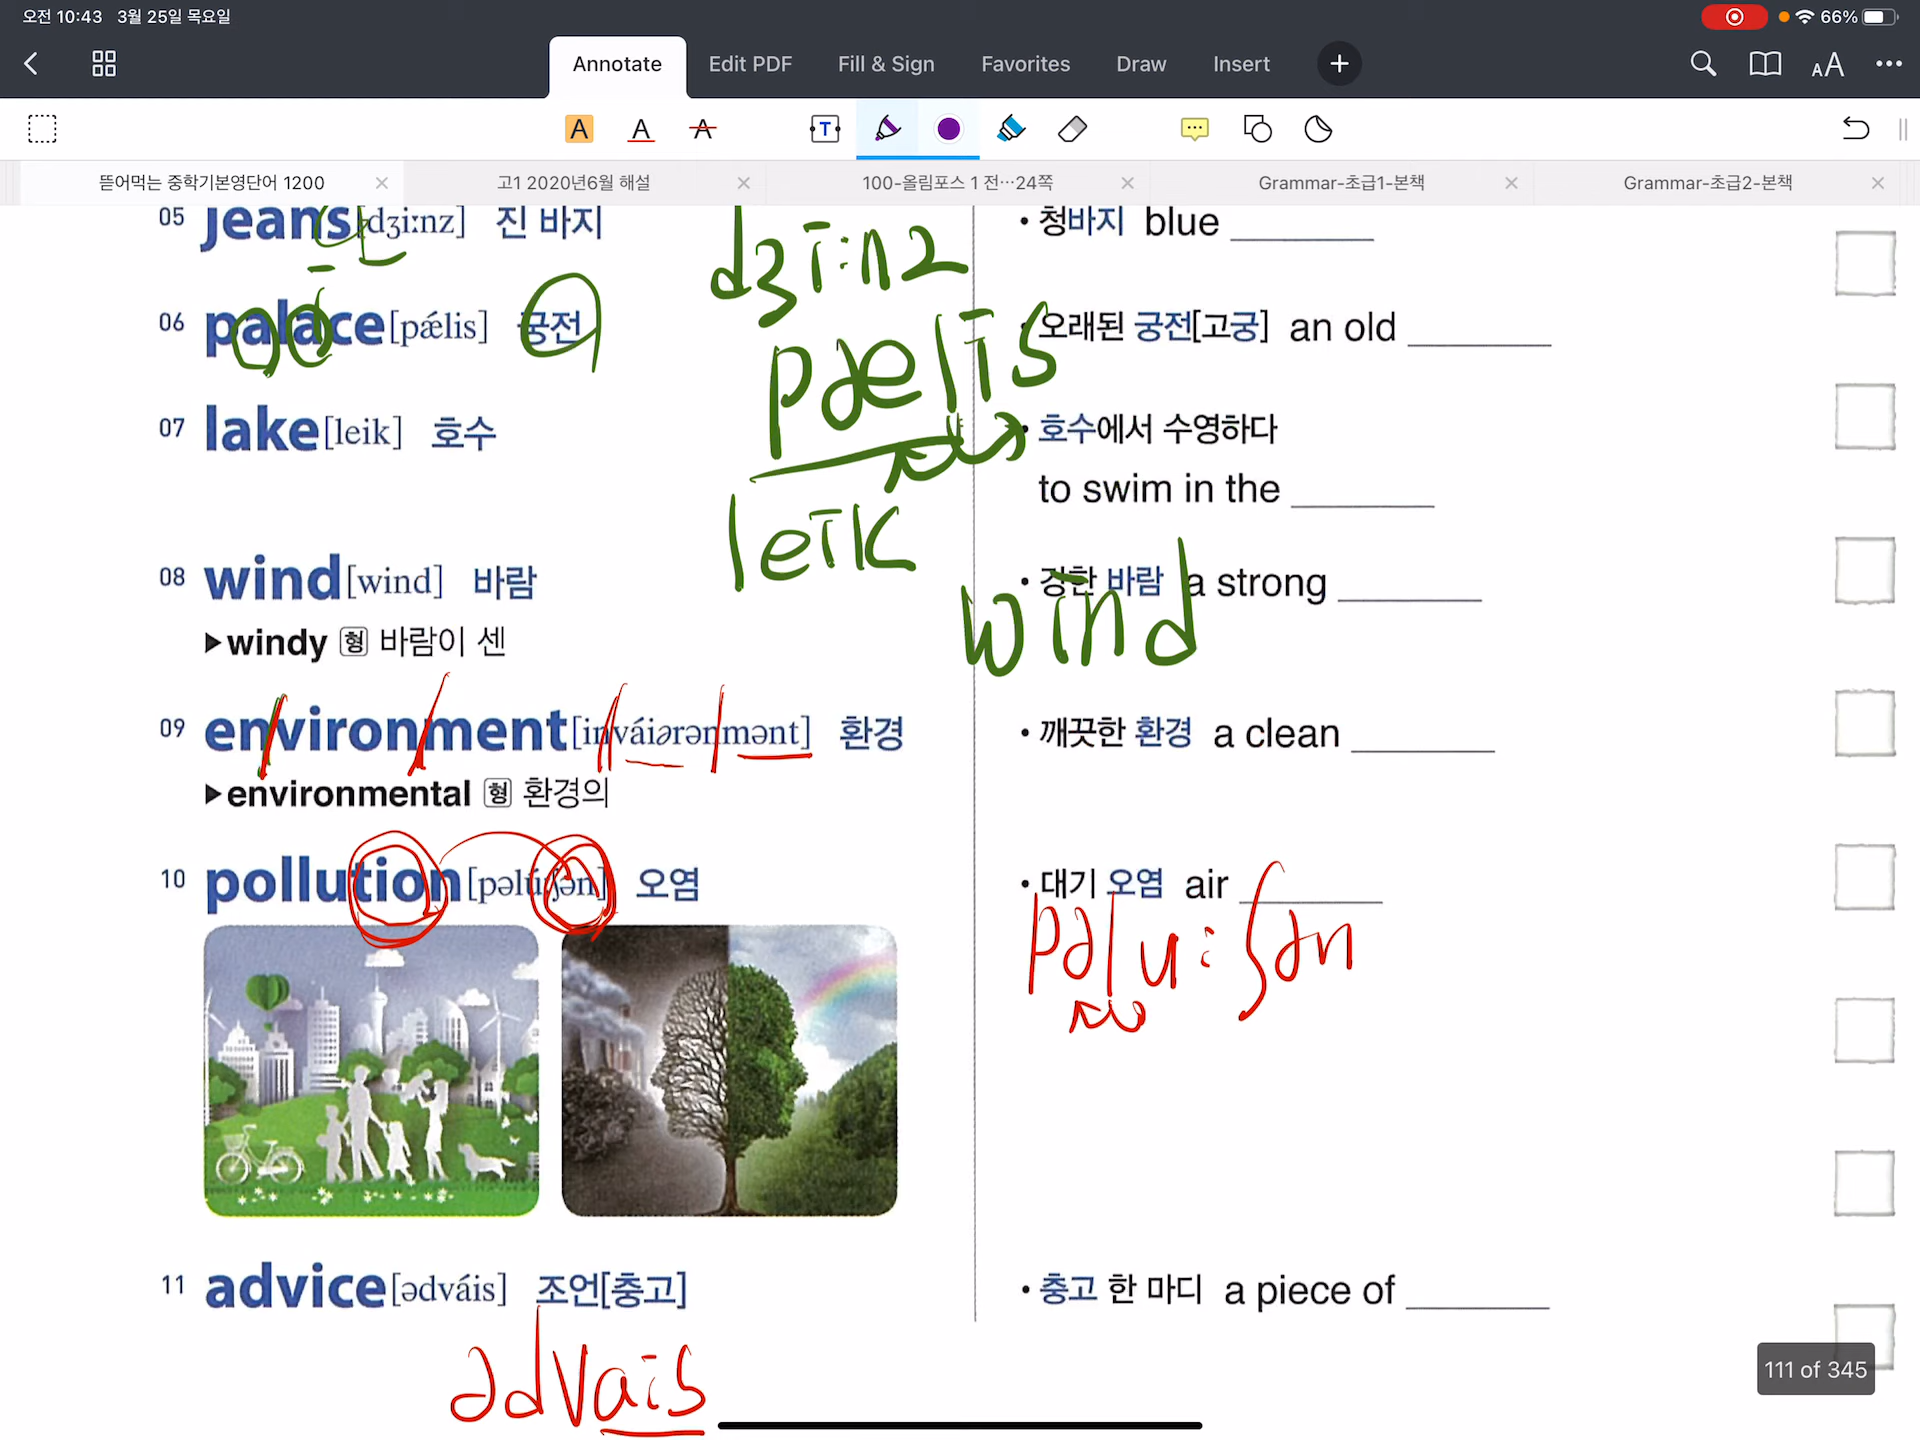 오전 10:43 3월 25일 목요일 66%
Annotate Edit PDF Fill & Sign Favorites Draw Insert
뜯어먹는 중학기본영단어 1200 고1 2020년6월 해설 100-올림포스 1 전…24쪽 Grammar-초급1-본책 Grammar-초급2-본책
05 jeans[dʒiːnz] 진 바지
• 청바지 blue
dʒi:nz
06 palace[pǽlis] 궁전
• 오래된 궁전[고궁] an old
pælis
07 lake[leik] 호수
• 호수에서 수영하다
to swim in the
leik
08 wind[wind] 바람
• 강한 바람 a strong
▶windy 형 바람이 센
wind
09 environment[inváiərənmənt] 환경
• 깨끗한 환경 a clean
▶environmental 형 환경의
10 pollution[pəlúːʃən] 오염
• 대기 오염 air
pəlu:ʃən
11 advice[ədváis] 조언[충고]
• 충고 한 마디 a piece of
ədvais
111 of 345